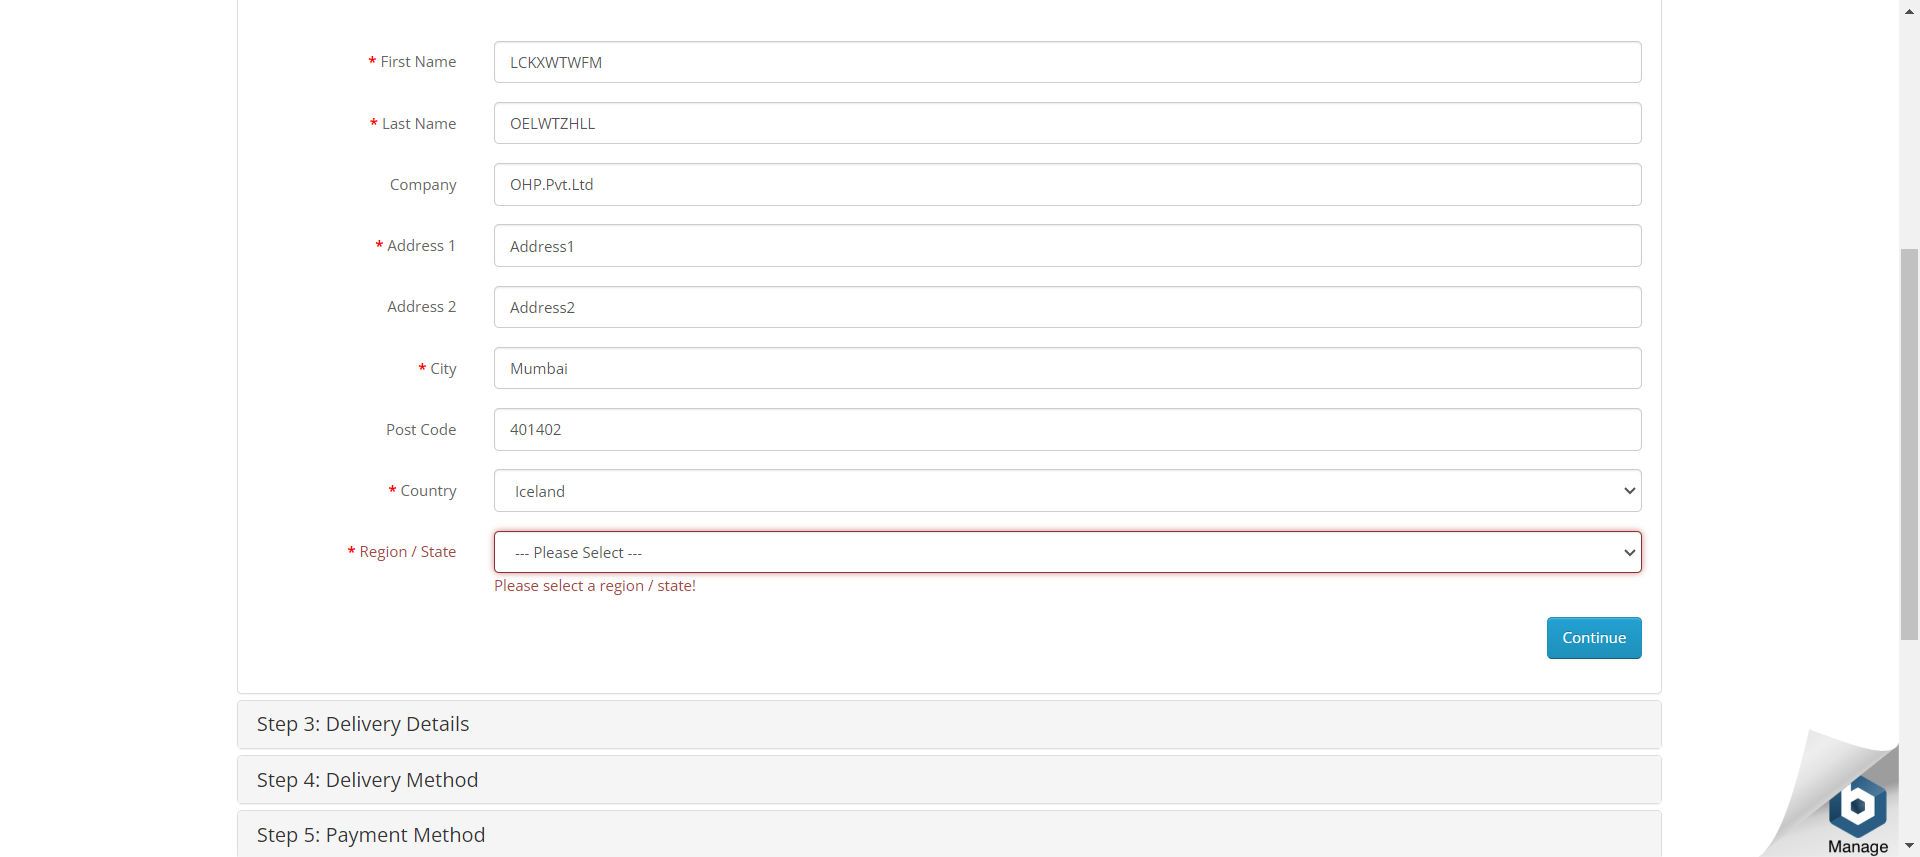 * First Name
LCKXWTWFM
* Last Name
OELWTZHLL
Company
OHP.Pvt.Ltd
* Address 1
Address1
Address 2
Address2
* City
Mumbai
Post Code
401402
* Country
Iceland
* Region / State
--- Please Select ---
Please select a region / state!
Continue
Step 3: Delivery Details
Step 4: Delivery Method
Step 5: Payment Method
b
Manage